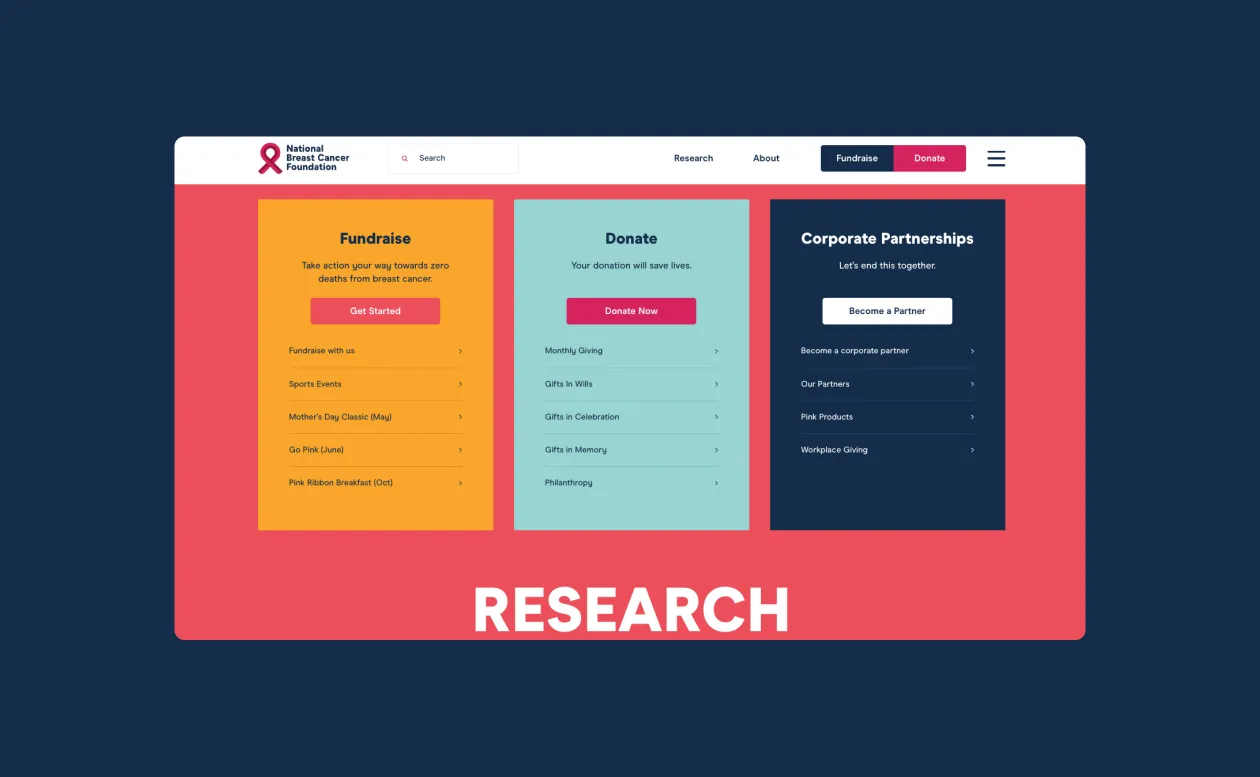 National
Breast Cancer
Foundation
Search
Research
About
Fundraise
Donate
Fundraise
Take action your way towards zero
deaths from breast cancer.
Get Started
Fundraise with us
Sports Events
Mother's Day Classic (May)
Go Pink (June)
Pink Ribbon Breakfast (Oct)
Donate
Your donation will save lives.
Donate Now
Monthly Giving
Gifts In Wills
Gifts in Celebration
Gifts in Memory
Philanthropy
Corporate Partnerships
Let's end this together.
Become a Partner
Become a corporate partner
Our Partners
Pink Products
Workplace Giving
RESEARCH